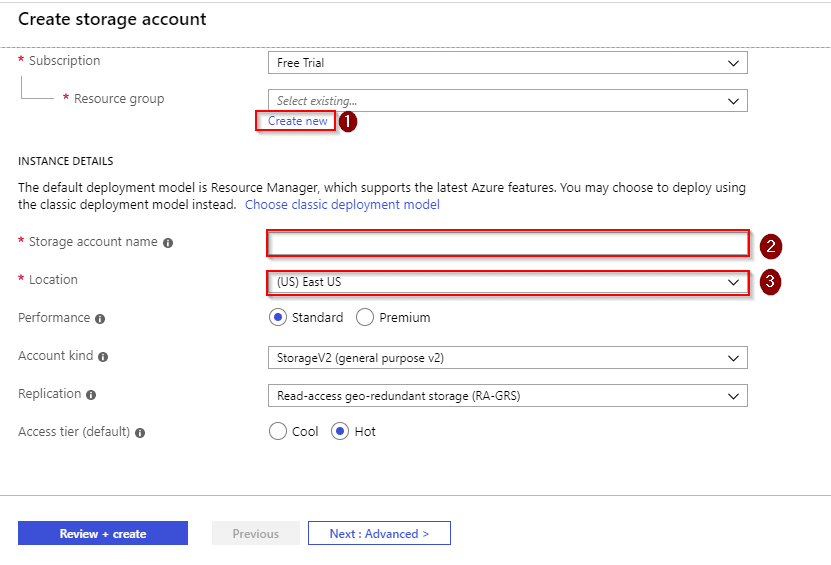 Create storage account
* Subscription
Free Trial
* Resource group
Select existing...
Create new
1
INSTANCE DETAILS
The default deployment model is Resource Manager, which supports the latest Azure features. You may choose to deploy using
the classic deployment model instead. Choose classic deployment model
* Storage account name
2
* Location
(US) East US
3
Performance
Standard
Premium
Account kind
StorageV2 (general purpose v2)
Replication
Read-access geo-redundant storage (RA-GRS)
Access tier (default)
Cool
Hot
Review + create
Previous
Next : Advanced >